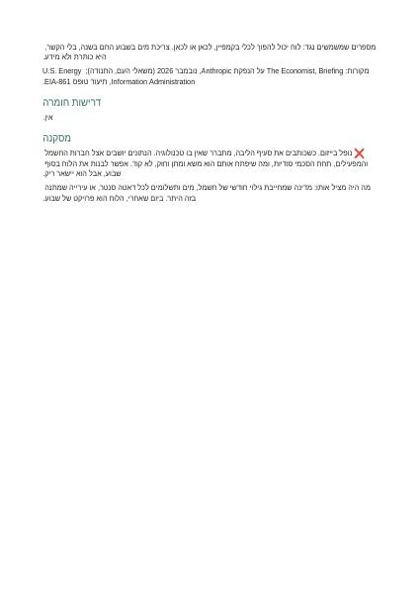 מספרים שמשמשים נגד: לוח יכול להפוך לכלי בקמפיין, לכאן או לכאן. צריכת מים בשבוע החם בשנה, בלי הקשר,
היא כותרת ולא מידע.
מקורות: The Economist, Briefing על הנפקת Anthropic, נובמבר 2026 (משאלי העם, התנודה); U.S. Energy
Information Administration, תיעוד טופס EIA-861.
דרישות חומרה
אין.
מסקנה
❌ נופל בייזום. כשכותבים את סעיף הליבה, מתברר שאין בו טכנולוגיה. הנתונים יושבים אצל חברות החשמל
והמפעילים, תחת הסכמי סודיות, ומה שיפתח אותם הוא משא ומתן וחוק, לא קוד. אפשר לבנות את הלוח בסוף
שבוע, אבל הוא יישאר ריק.
מה היה מציל אותו: מדינה שמחייבת גילוי חודשי של חשמל, מים ותשלומים לכל דאטה סנטר, או עירייה שמתנה
בזה היתר. ביום שאחרי, הלוח הוא פרויקט של שבוע.